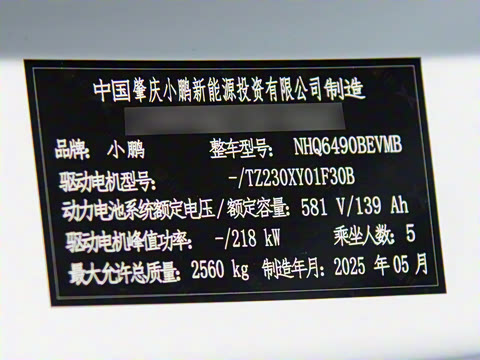 中国肇庆小鹏新能源投资有限公司制造
品牌: 小鹏 整车型号: NHQ6490BEVMB
驱动电机型号: -/TZ230XY01F30B
动力电池系统额定电压/额定容量: 581 V/139 Ah
驱动电机峰值功率: -/218 kW 乘坐人数: 5
最大允许总质量: 2560 kg 制造年月: 2025 年 05 月